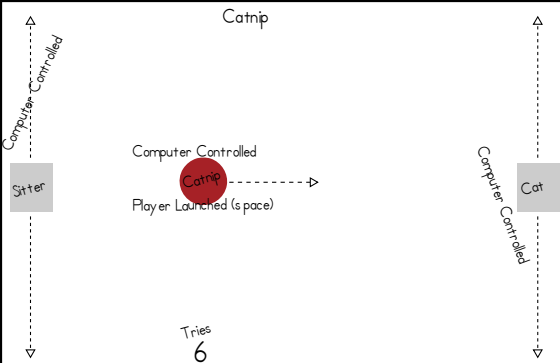 Catnip
Computer Controlled
Computer Controlled
Catnip
Player Launched (space)
Sitter
Cat
Computer Controlled
Tries
6